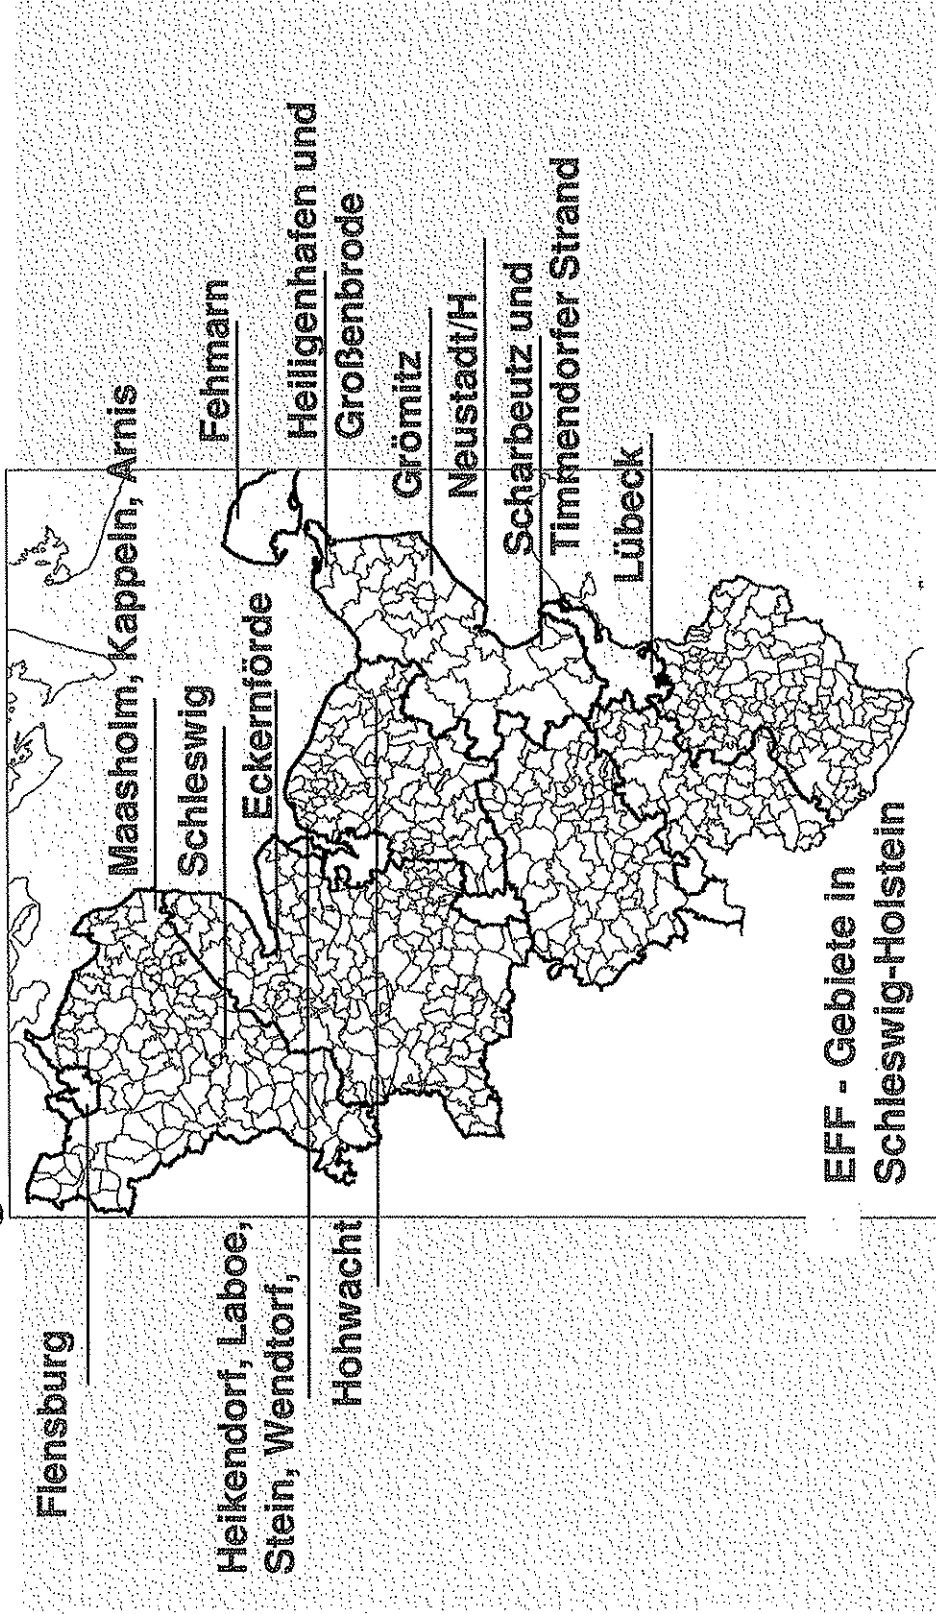 Flensburg
Maasholm, Kappeln, Arnis
Schleswig
Fehmarn
Eckernförde
Heikendorf, Laboe,
Stein, Wendtorf,
Heiligenhafen und
Großenbrode
Hohwacht
Grömitz
Neustadt/H
Scharbeutz und
Timmendorfer Strand
Lübeck
EFF - Gebiete in
Schleswig-Holstein